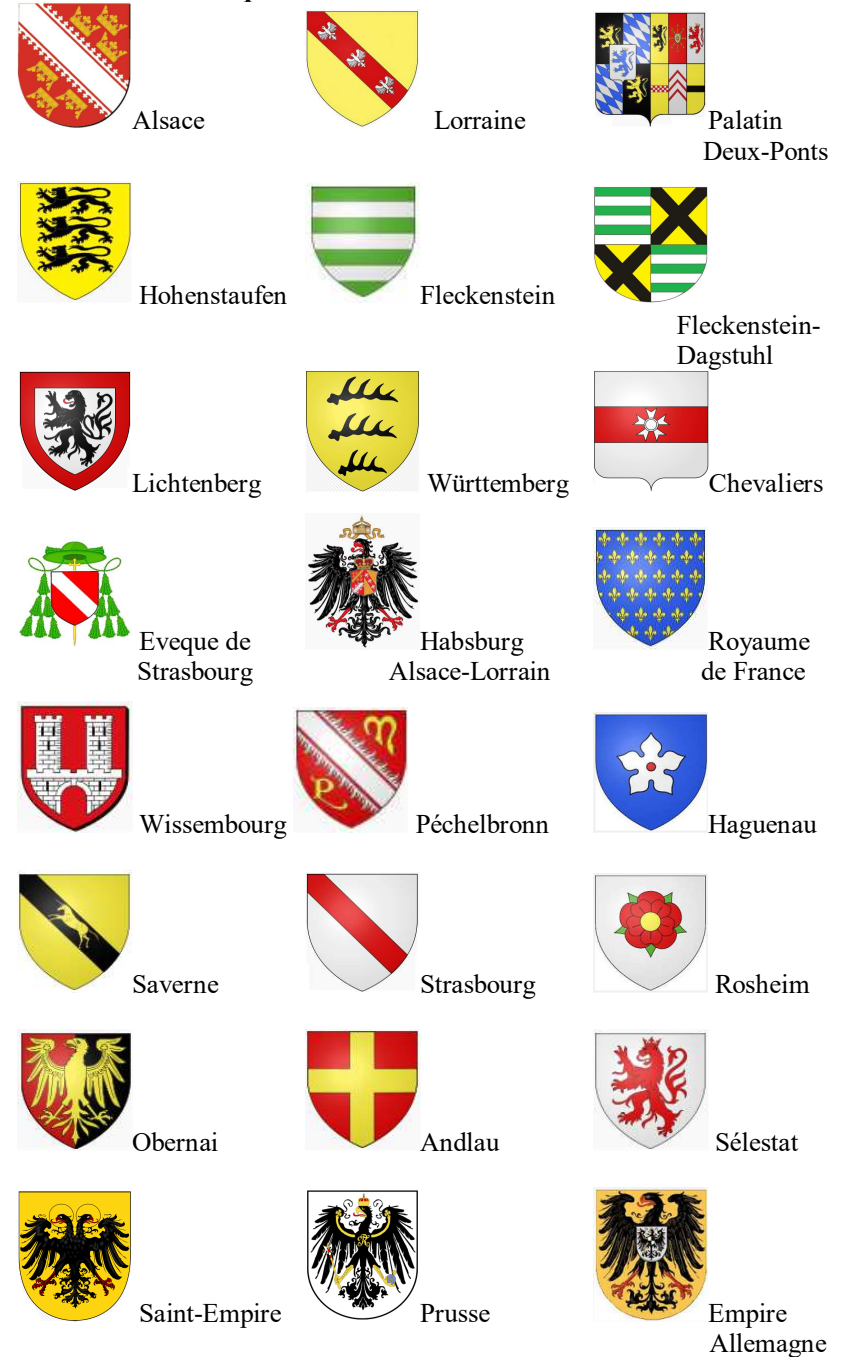 Alsace
Lorraine
Palatin
Deux-Ponts
Hohenstaufen
Fleckenstein
Fleckenstein-
Dagstuhl
Lichtenberg
Württemberg
Chevaliers
Eveque de
Strasbourg
Habsburg
Alsace-Lorrain
Royaume
de France
Wissembourg
Péchelbronn
Haguenau
Saverne
Strasbourg
Rosheim
Obernai
Andlau
Sélestat
Saint-Empire
Prusse
Empire
Allemagne